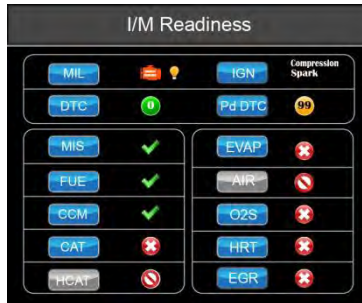 I/M Readiness
MIL
IGN
Compression
Spark
DTC
0
Pd DTC
99
MIS
EVAP
FUE
AIR
CCM
O2S
CAT
HRT
HCAT
EGR